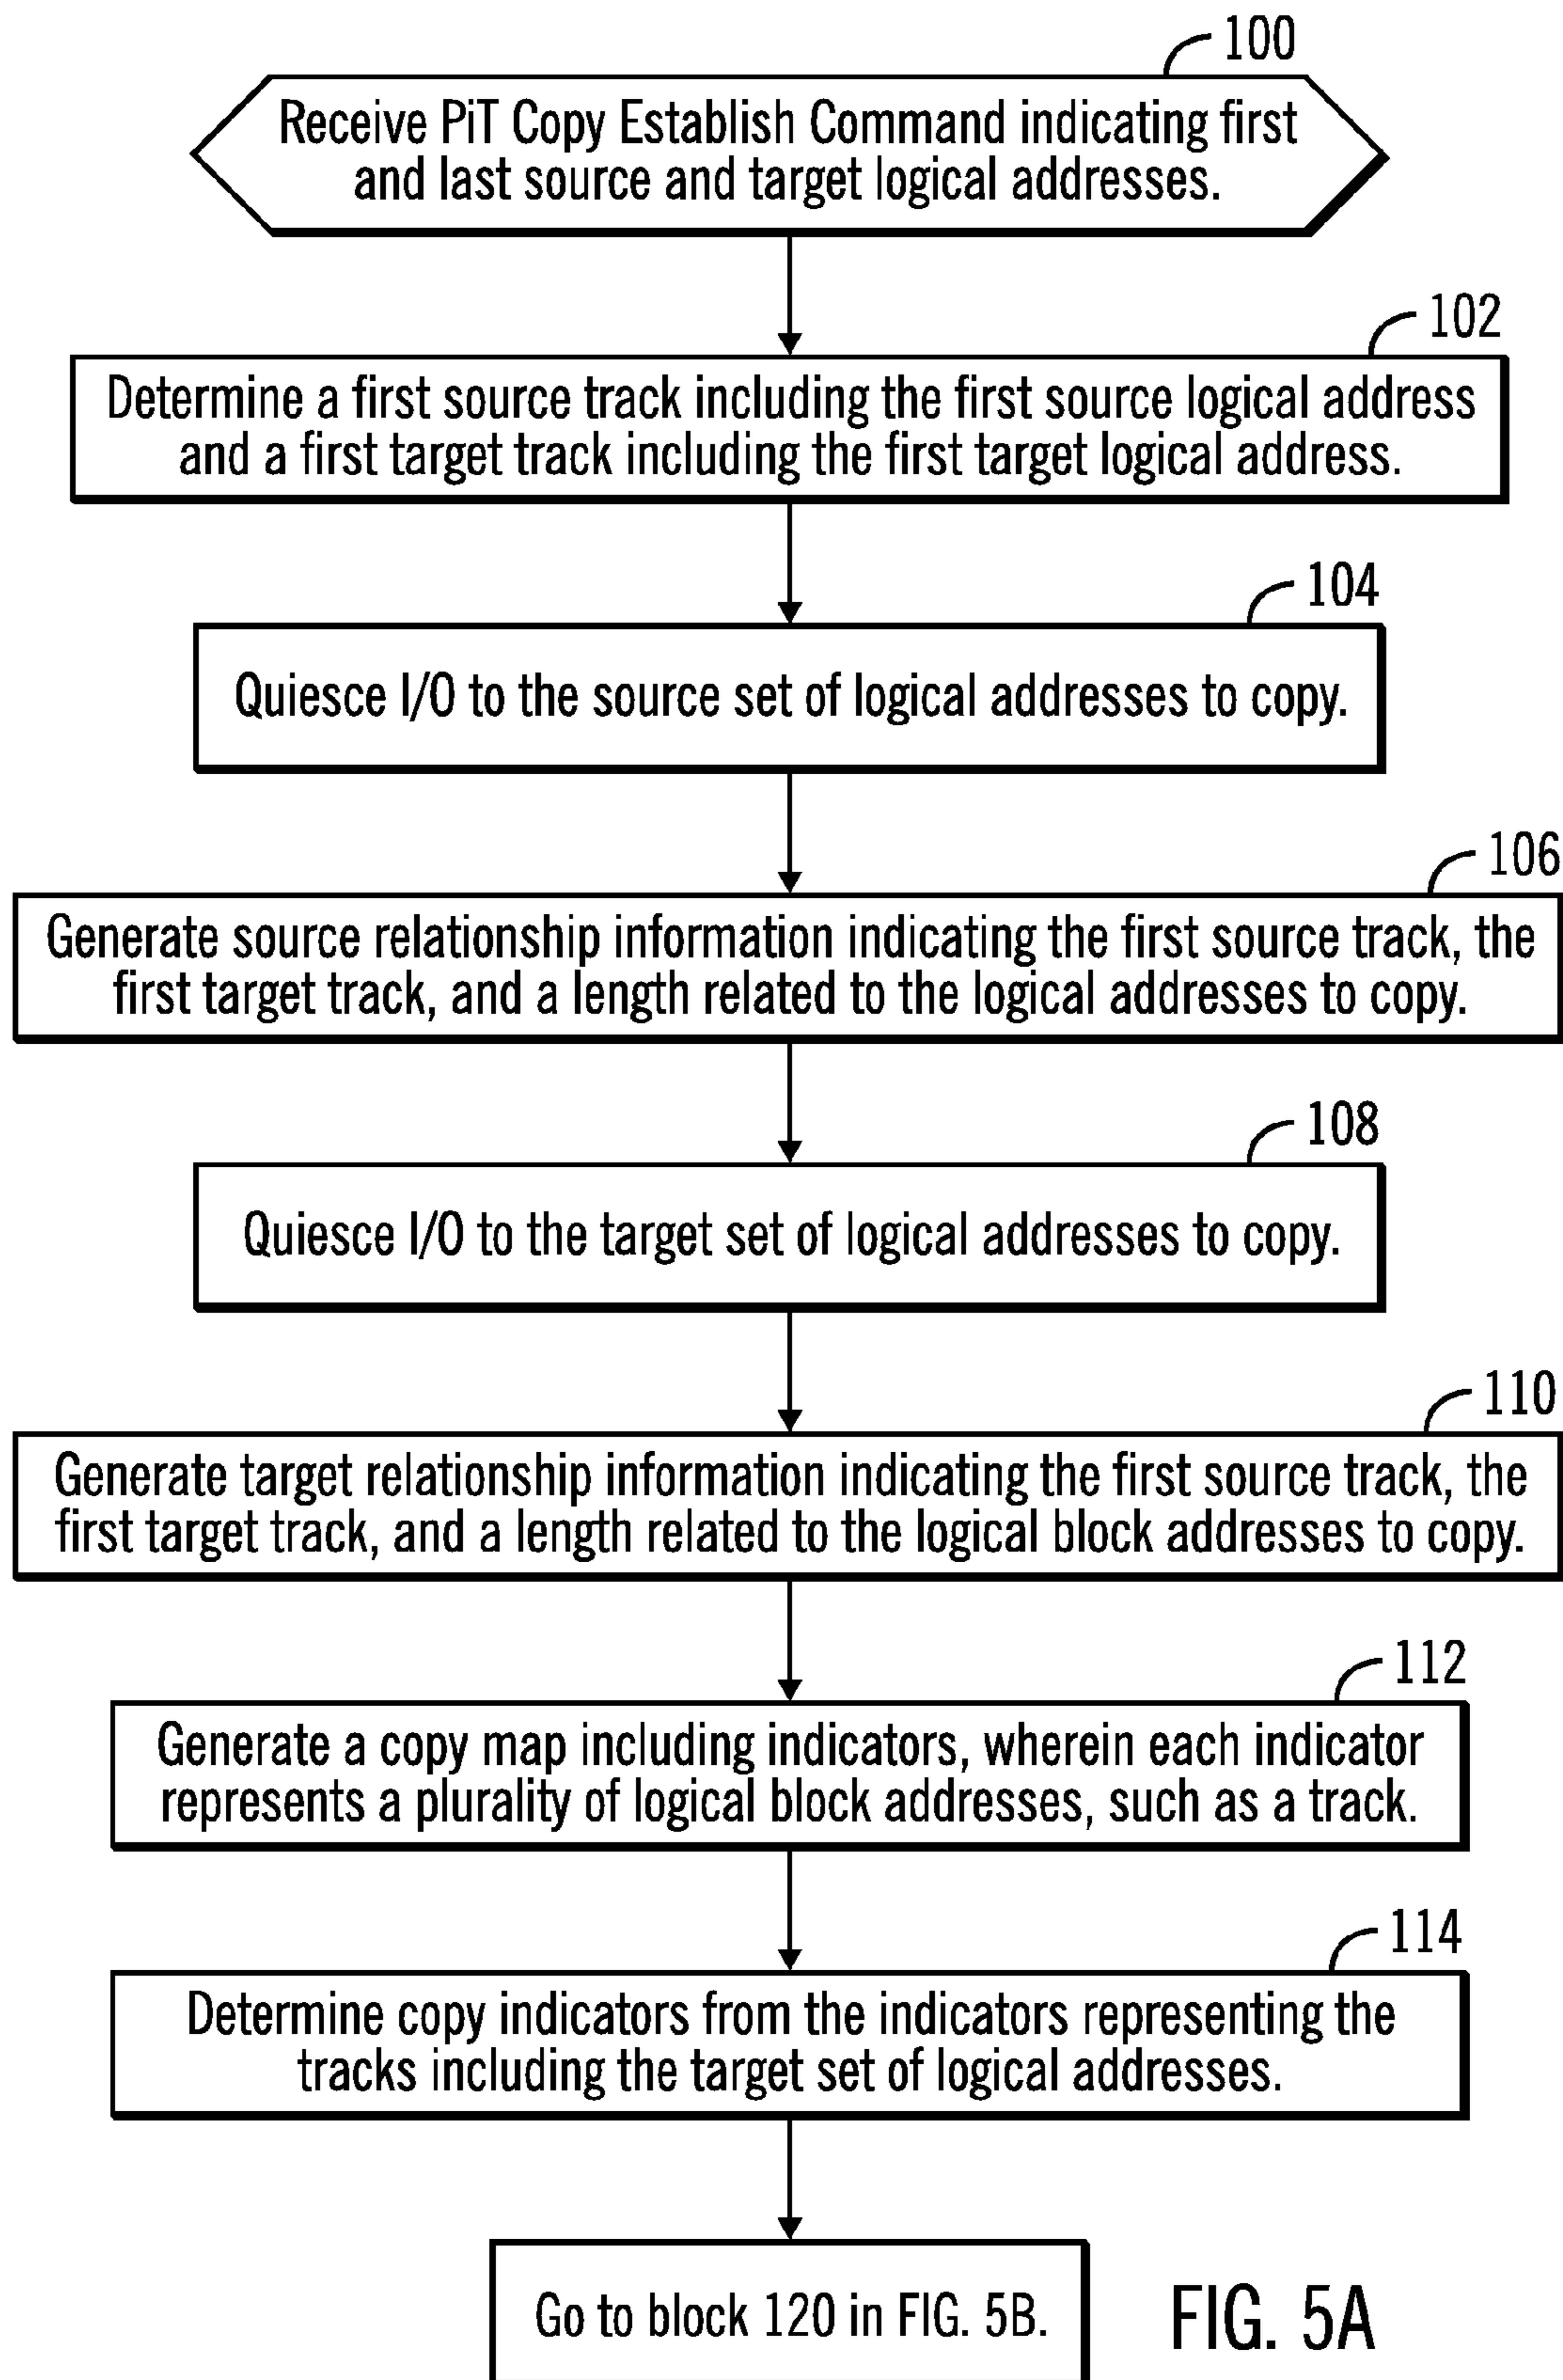 100
Receive PiT Copy Establish Command indicating first
and last source and target logical addresses.
102
Determine a first source track including the first source logical address
and a first target track including the first target logical address.
104
Quiesce I/O to the source set of logical addresses to copy.
106
Generate source relationship information indicating the first source track, the
first target track, and a length related to the logical addresses to copy.
108
Quiesce I/O to the target set of logical addresses to copy.
110
Generate target relationship information indicating the first source track, the
first target track, and a length related to the logical block addresses to copy.
112
Generate a copy map including indicators, wherein each indicator
represents a plurality of logical block addresses, such as a track.
114
Determine copy indicators from the indicators representing the
tracks including the target set of logical addresses.
Go to block 120 in FIG. 5B.
FIG. 5A